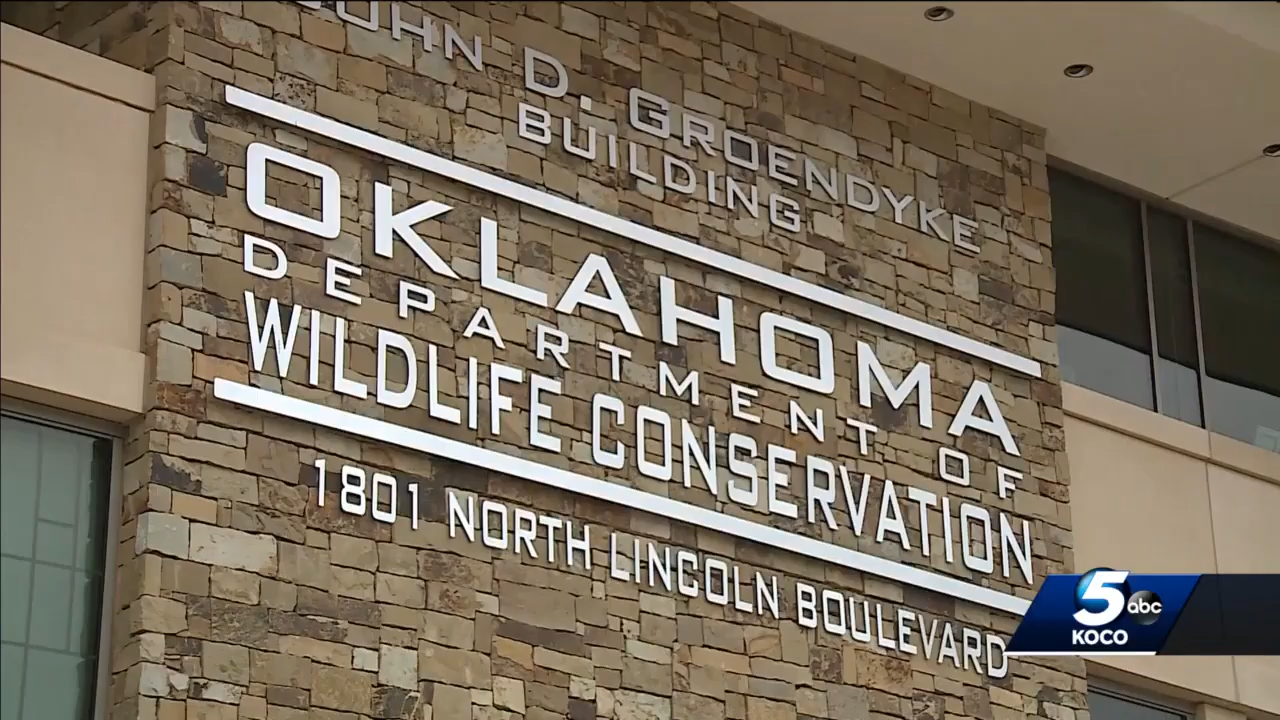 JOHN D. GROENDYKE
BUILDING
OKLAHOMA
DEPARTMENT OF
WILDLIFE CONSERVATION
1801 NORTH LINCOLN BOULEVARD
5 abc
KOCO